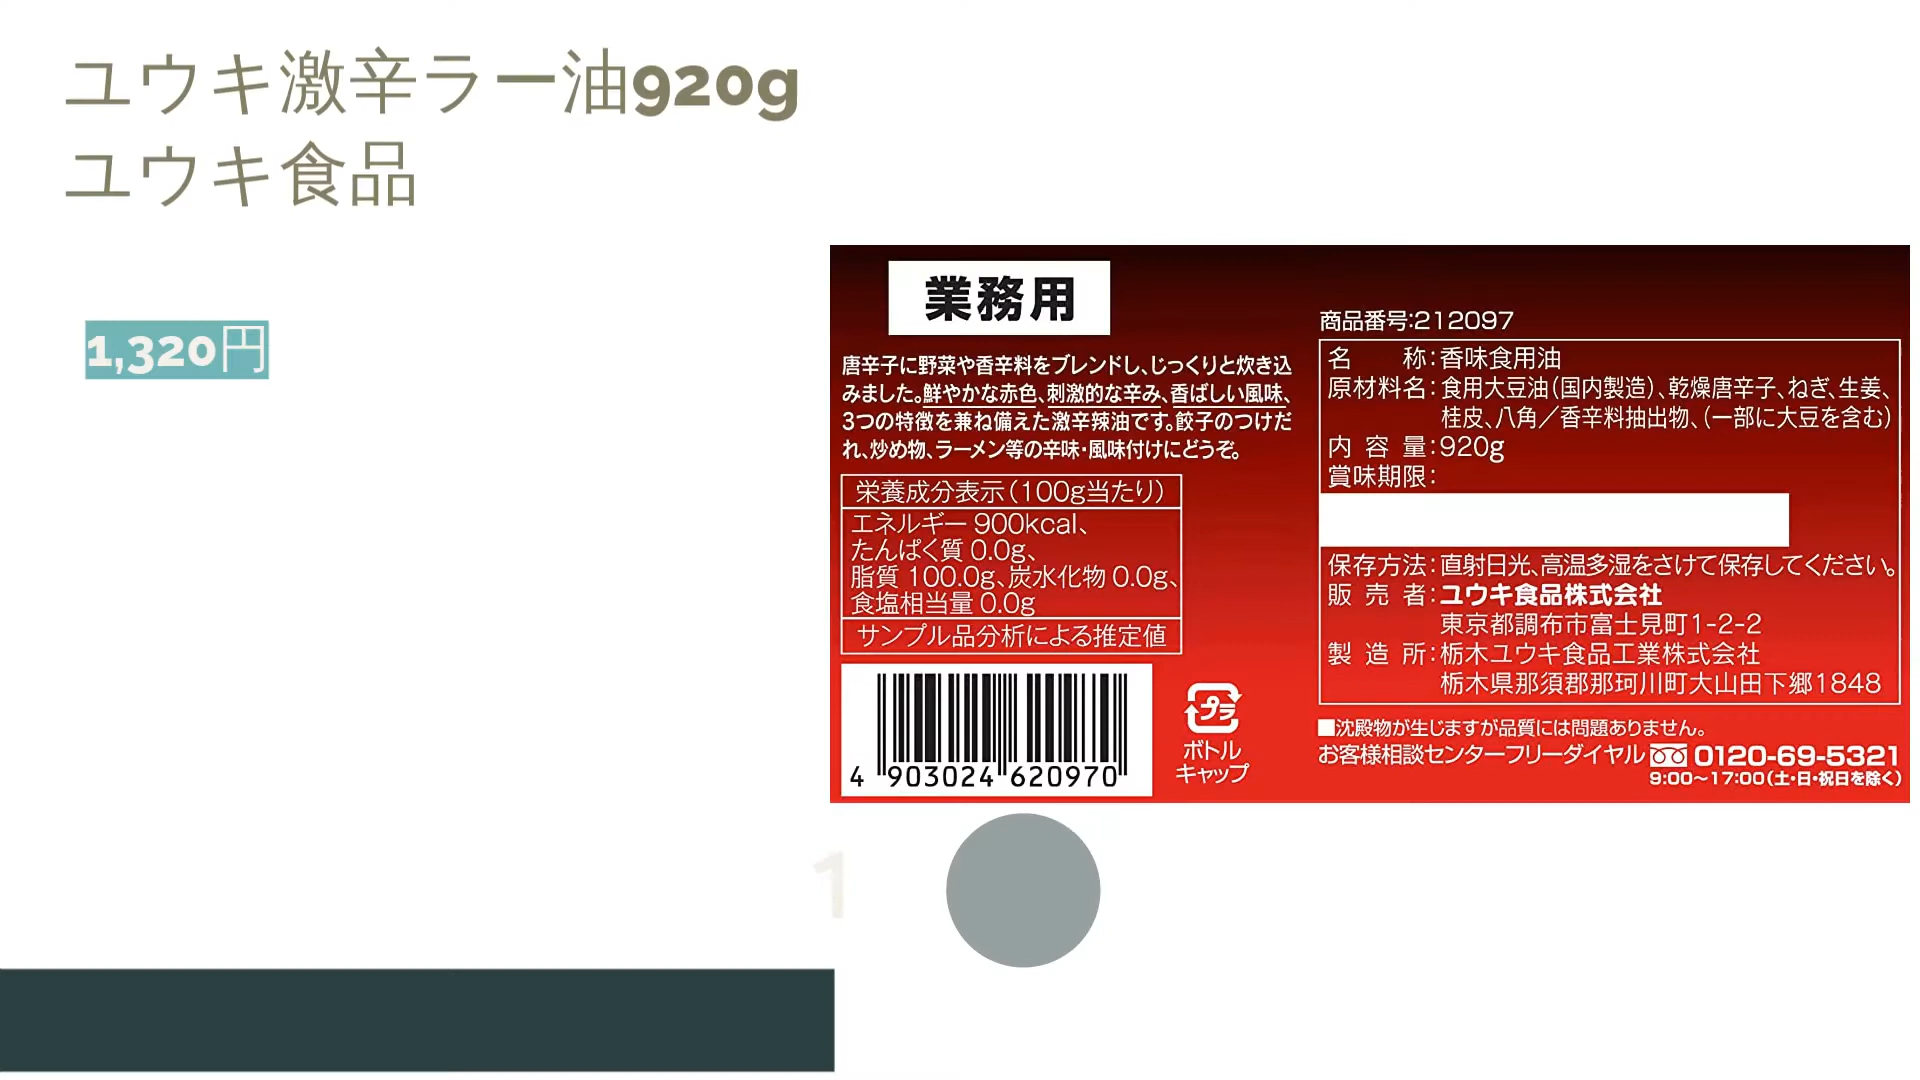 ユウキ激辛ラー油920g
ユウキ食品
1,320円
業務用
唐辛子に野菜や香辛料をブレンドし、じっくりと炊き込
みました。鮮やかな赤色、刺激的な辛み、香ばしい風味、
3つの特徴を兼ね備えた激辛辣油です。餃子のつけだ
れ、炒め物、ラーメン等の辛味・風味付けにどうぞ。
栄養成分表示(100g当たり)
エネルギー 900kcal、
たんぱく質 0.0g、
脂質 100.0g、炭水化物 0.0g、
食塩相当量 0.0g
サンプル品分析による推定値
4 903024 620970
プラ
ボトル
キャップ
商品番号:212097
名称:香味食用油
原材料名:食用大豆油(国内製造)、乾燥唐辛子、ねぎ、生姜、
桂皮、八角/香辛料抽出物、(一部に大豆を含む)
内容量:920g
賞味期限:
保存方法:直射日光、高温多湿をさけて保存してください。
販売者:ユウキ食品株式会社
東京都調布市富士見町1-2-2
製造所:栃木ユウキ食品工業株式会社
栃木県那須郡那珂川町大山田下郷1848
■沈殿物が生じますが品質には問題ありません。
お客様相談センターフリーダイヤル 0120-69-5321
9:00～17:00(土・日・祝日を除く)
1